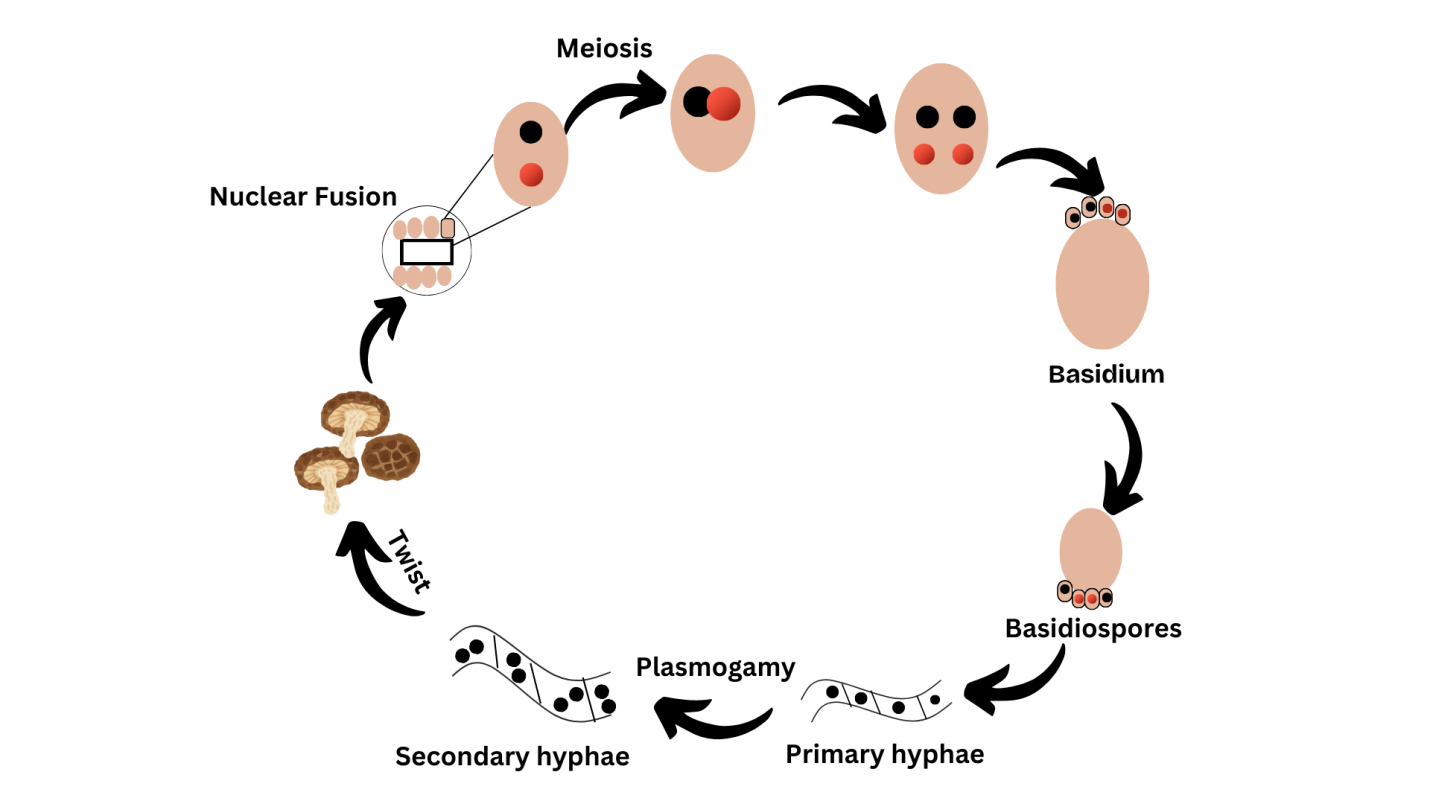 Meiosis
Nuclear Fusion
Basidium
Twist
Basidiospores
Plasmogamy
Secondary hyphae
Primary hyphae